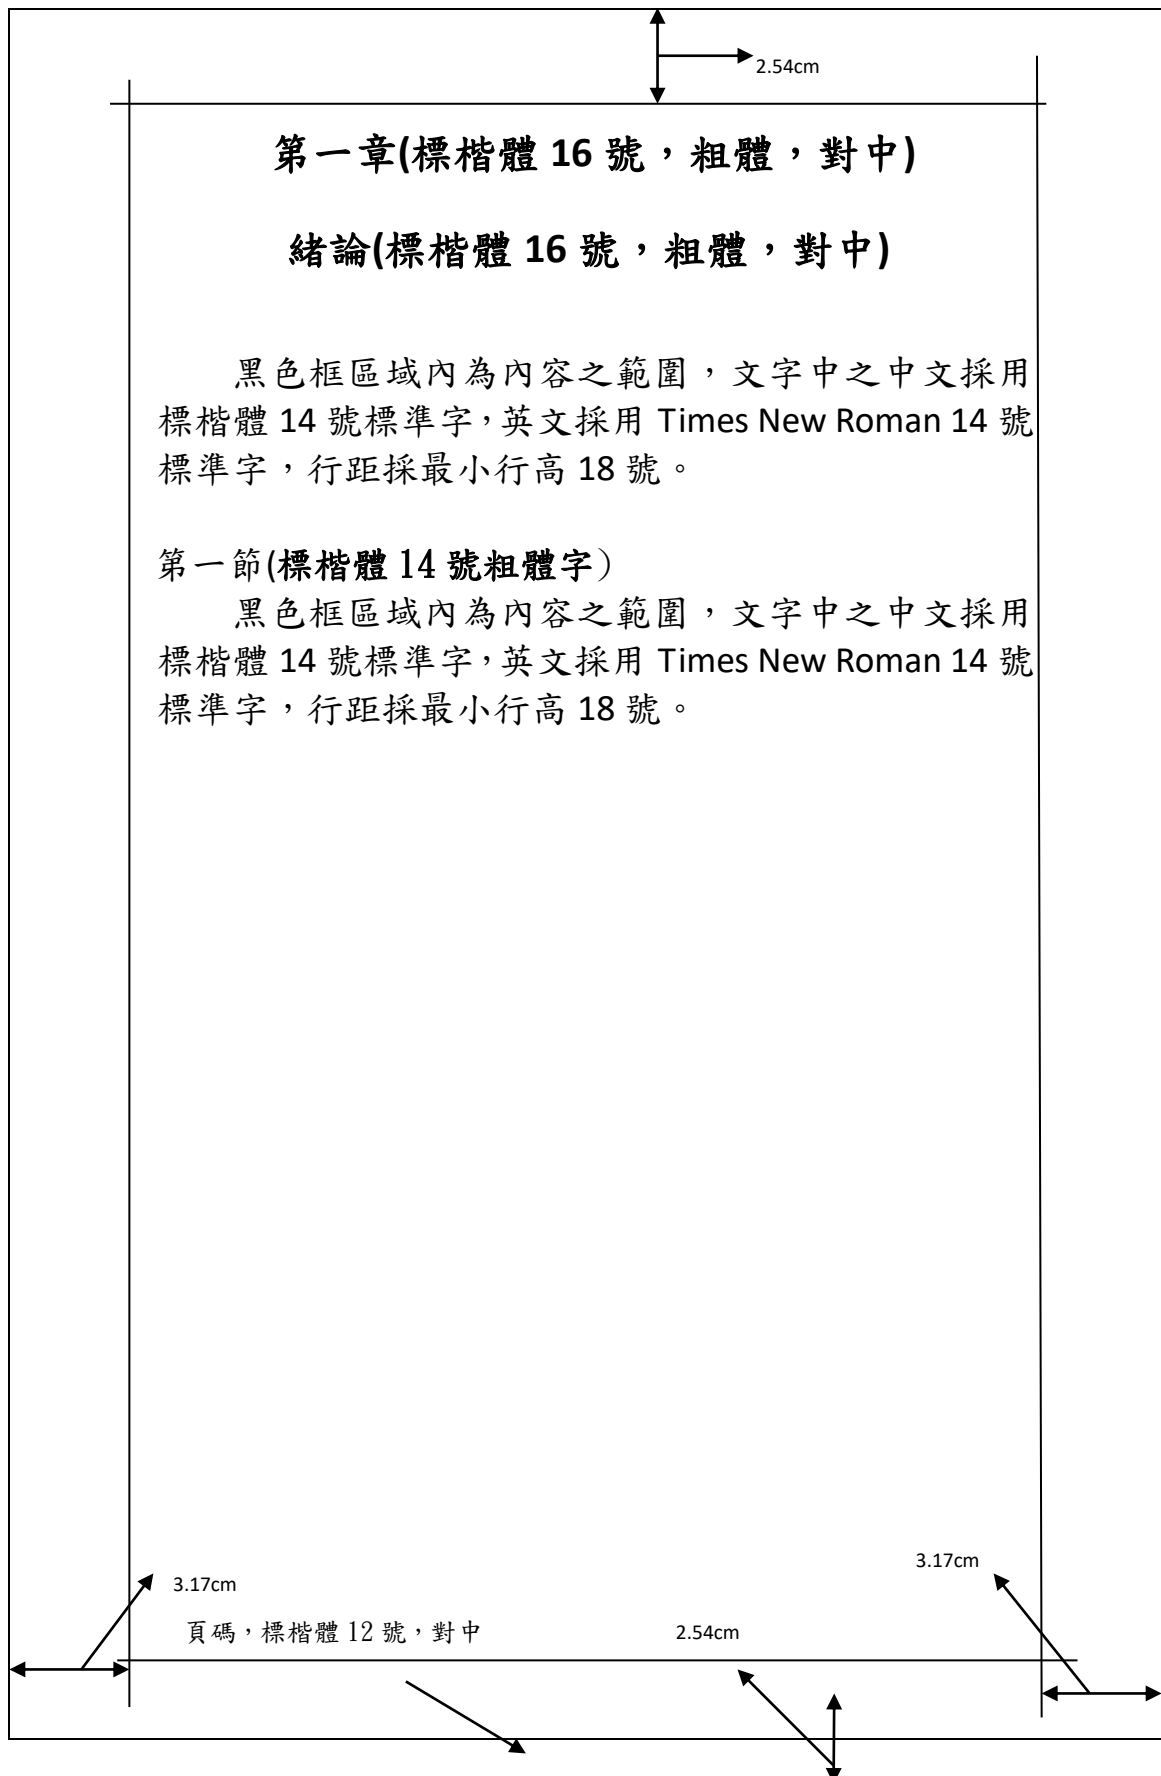 2.54cm
第一章(標楷體 16 號，粗體，對中)
緒論(標楷體 16 號，粗體，對中)
黑色框區域內為內容之範圍，文字中之中文採用
標楷體 14 號標準字，英文採用 Times New Roman 14 號
標準字，行距採最小行高 18 號。
第一節(標楷體 14 號粗體字)
黑色框區域內為內容之範圍，文字中之中文採用
標楷體 14 號標準字，英文採用 Times New Roman 14 號
標準字，行距採最小行高 18 號。
3.17cm
3.17cm
頁碼，標楷體 12 號，對中
2.54cm